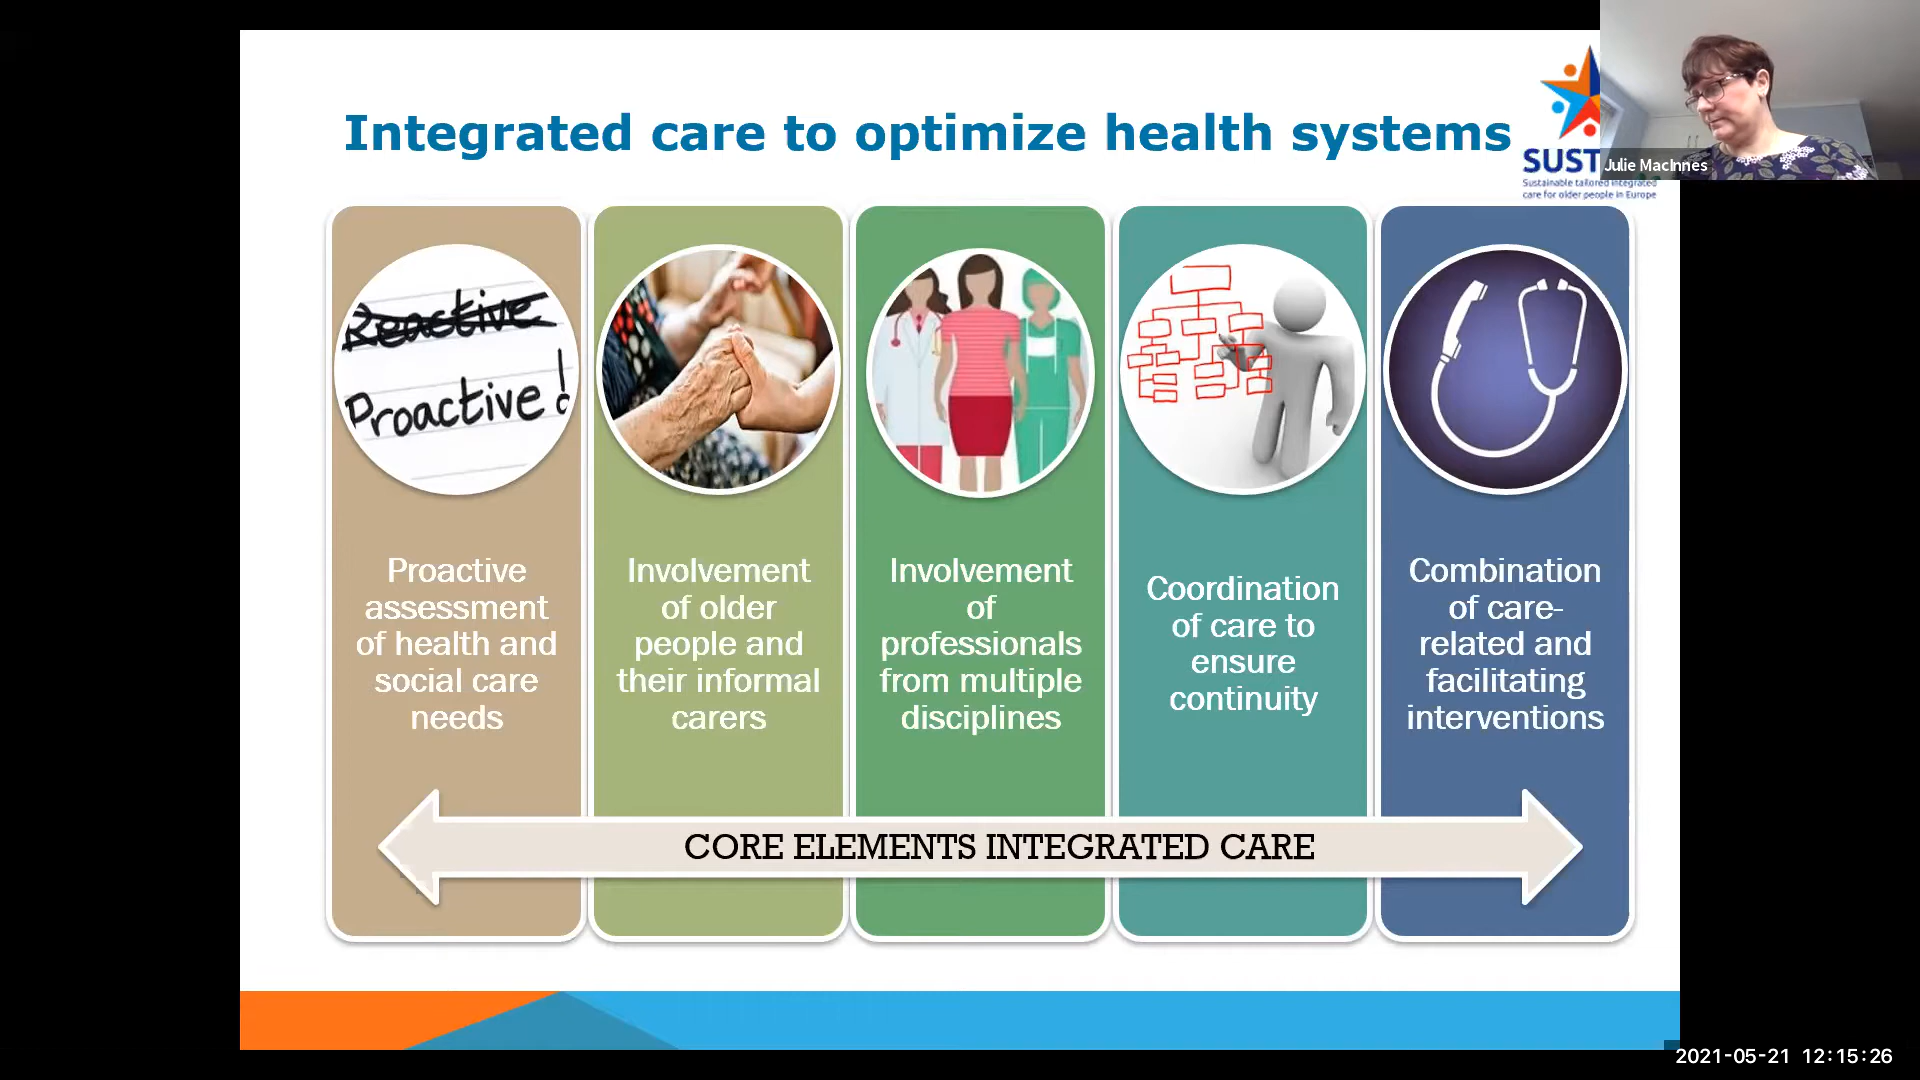 Integrated care to optimize health systems
SUST
Sustainable tailored integrated
care for older people in Europe
Julie MacInnes
Reactive
Proactive!
Proactive
assessment
of health and
social care
needs
Involvement
of older
people and
their informal
carers
Involvement
of
professionals
from multiple
disciplines
Coordination
of care to
ensure
continuity
Combination
of care-
related and
facilitating
interventions
CORE ELEMENTS INTEGRATED CARE
2021-05-21 12:15:26